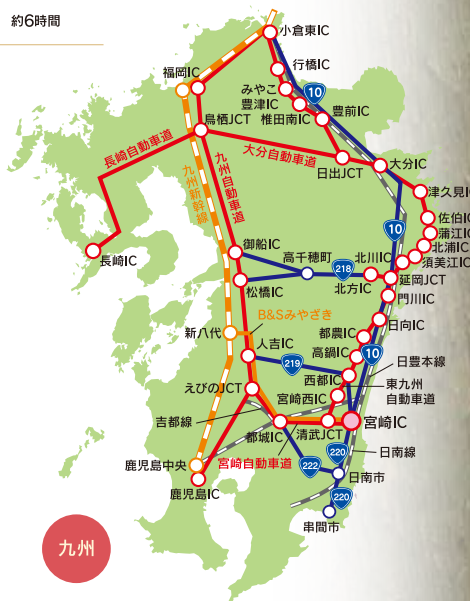 約6時間
小倉東IC
行橋IC
福岡IC
みやこ
豊津IC
10
椎田南IC
豊前IC
鳥栖JCT
長崎自動車道
大分自動車道
大分IC
日出JCT
九州新幹線
九州自動車道
津久見IC
佐伯IC
10
蒲江IC
北浦IC
須美江IC
長崎IC
御船IC
高千穂町
218
北川IC
北方IC
延岡JCT
松橋IC
門川IC
B&Sみやざき
日向IC
新八代
都農IC
人吉IC
高鍋IC
10
219
日豊本線
西都IC
えびのJCT
宮崎西IC
東九州
自動車道
吉都線
宮崎IC
都城IC
清武JCT
宮崎自動車道
日南線
鹿児島中央
220
222
日南市
鹿児島IC
220
串間市
九州